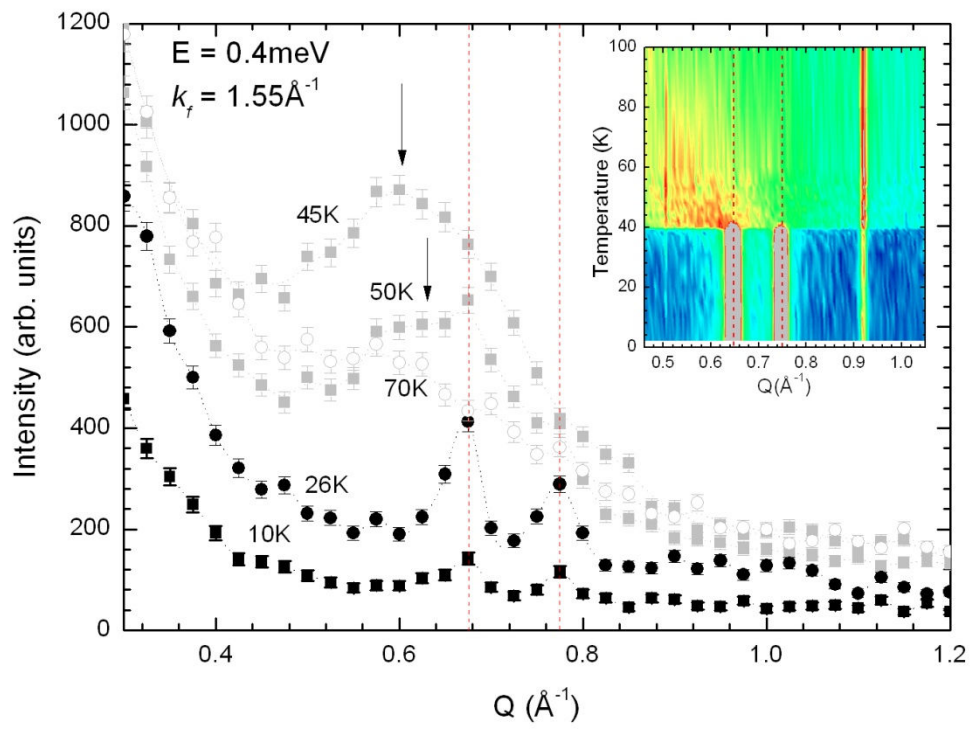 E = 0.4meV
k_f = 1.55Å⁻¹
Intensity (arb. units)
1200
1000
800
600
400
200
0
0.4
0.6
0.8
1.0
1.2
Q (Å⁻¹)
45K
50K
70K
26K
10K
Temperature (K)
100
80
60
40
20
0
0.5
0.6
0.7
0.8
0.9
1.0
Q(Å⁻¹)